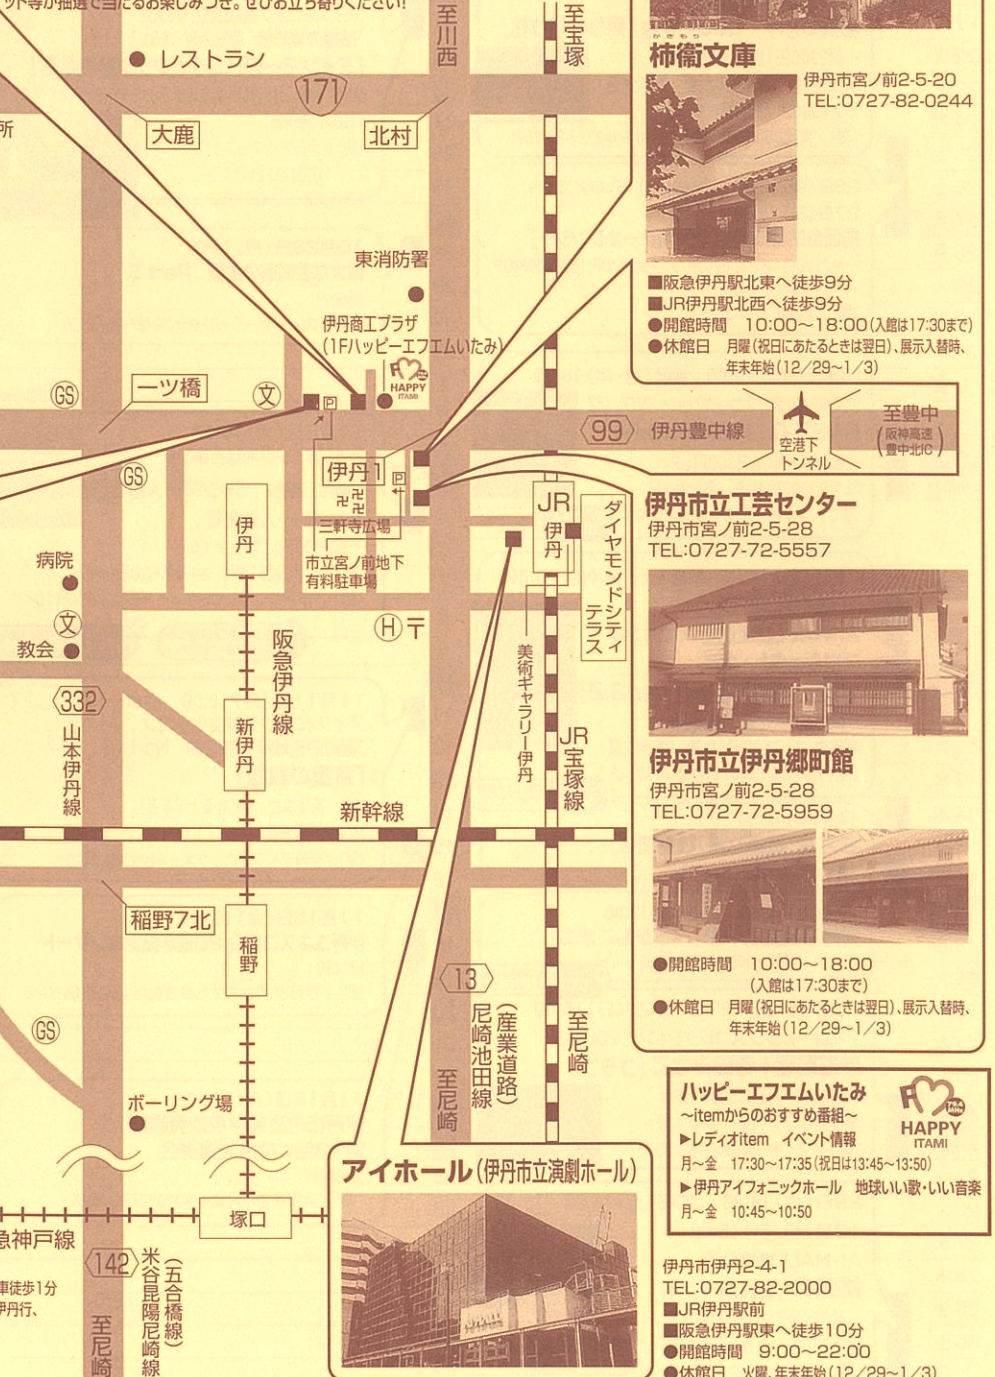 ット等が抽選で当たるお楽しみつき。ぜひお立ち寄りください!
レストラン
至川西
至宝塚
171
大鹿
北村
所
東消防署
伊丹商工プラザ
(1Fハッピーエフエムいたみ)
HAPPY
ITAMI
一ツ橋
GS
文
P
99
伊丹豊中線
空港下
トンネル
至豊中
(阪神高速
豊中北IC)
GS
伊丹1
P
卍卍
卍
三軒寺広場
市立宮ノ前地下
有料駐車場
伊丹
JR
伊丹
ダイヤモンドシティ
テラス
病院
文
教会
H〒
332
山本伊丹線
阪急伊丹線
新伊丹
美術ギャラリー伊丹
JR宝塚線
新幹線
稲野7北
稲野
13
尼崎池田線
(産業道路)
至尼崎
至尼崎
GS
ボーリング場
塚口
急神戸線
142
米谷昆陽尼崎線
(五合橋線)
至尼崎
車徒歩1分
伊丹行、
かきもり
柿衞文庫
伊丹市宮ノ前2-5-20
TEL:0727-82-0244
■阪急伊丹駅北東へ徒歩9分
■JR伊丹駅北西へ徒歩9分
●開館時間 10:00〜18:00(入館は17:30まで)
●休館日 月曜(祝日にあたるときは翌日)、展示入替時、
年末年始(12/29〜1/3)
伊丹市立工芸センター
伊丹市宮ノ前2-5-28
TEL:0727-72-5557
伊丹市立伊丹郷町館
伊丹市宮ノ前2-5-28
TEL:0727-72-5959
●開館時間 10:00〜18:00
(入館は17:30まで)
●休館日 月曜(祝日にあたるときは翌日)、展示入替時、
年末年始(12/29〜1/3)
ハッピーエフエムいたみ
〜itemからのおすすめ番組〜
▶レディオitem イベント情報
月〜金 17:30〜17:35(祝日は13:45〜13:50)
▶伊丹アイフォニックホール 地球いい歌・いい音楽
月〜金 10:45〜10:50
HAPPY
ITAMI
アイホール(伊丹市立演劇ホール)
伊丹市伊丹2-4-1
TEL:0727-82-2000
■JR伊丹駅前
■阪急伊丹駅東へ徒歩10分
●開館時間 9:00〜22:00
●休館日 火曜、年末年始(12/29〜1/3)